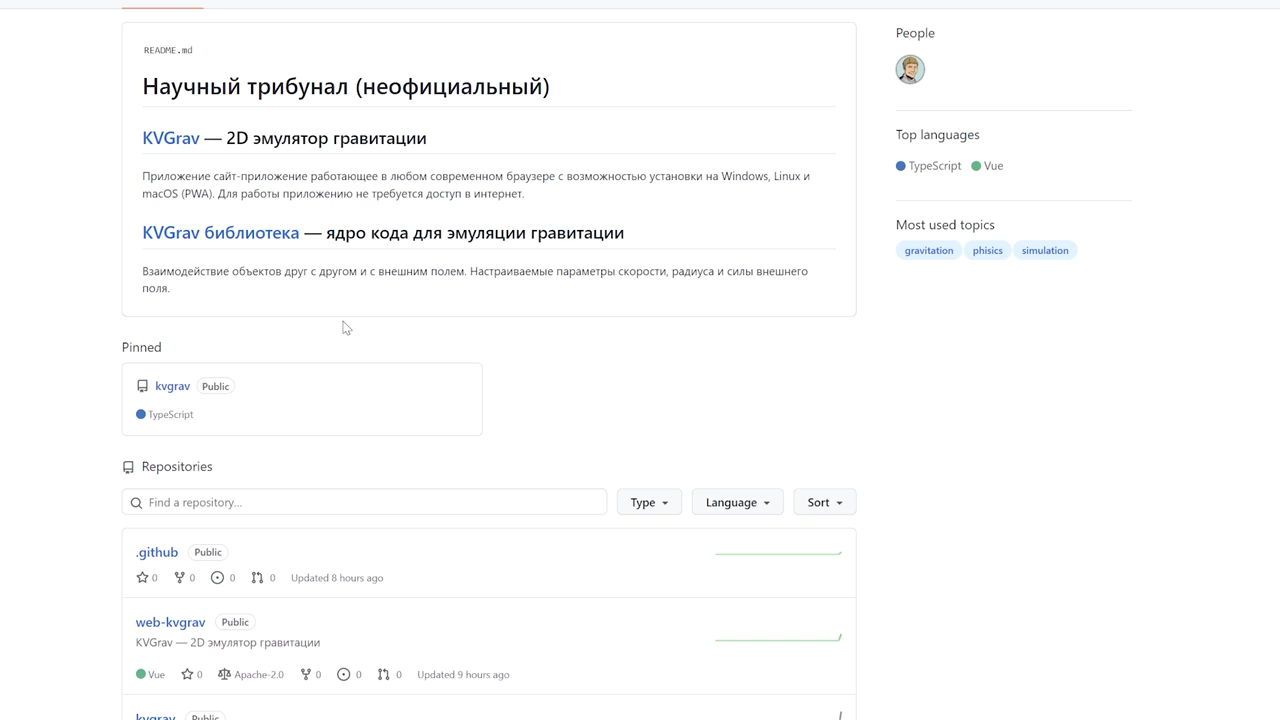 README.md
Научный трибунал (неофициальный)
KVGrav — 2D эмулятор гравитации
Приложение сайт-приложение работающее в любом современном браузере с возможностью установки на Windows, Linux и
macOS (PWA). Для работы приложению не требуется доступ в интернет.
KVGrav библиотека — ядро кода для эмуляции гравитации
Взаимодействие объектов друг с другом и с внешним полем. Настраиваемые параметры скорости, радиуса и силы внешнего
поля.
Pinned
kvgrav Public
TypeScript
Repositories
Find a repository...
Type
Language
Sort
.github Public
0 0 0 0 Updated 8 hours ago
web-kvgrav Public
KVGrav — 2D эмулятор гравитации
Vue 0 Apache-2.0 0 0 0 Updated 9 hours ago
kvgrav Public
People
Top languages
TypeScript Vue
Most used topics
gravitation phisics simulation